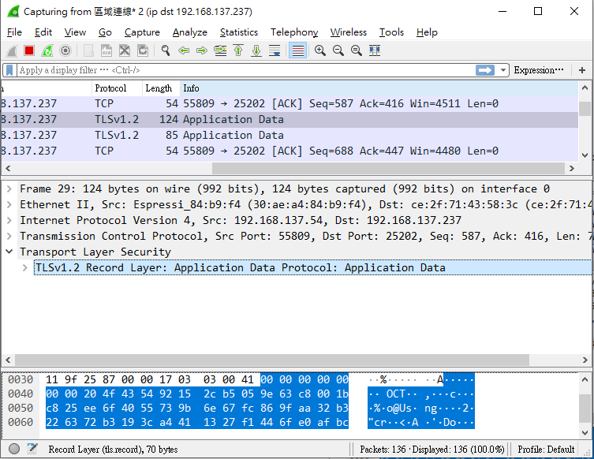 Capturing from 區域連線* 2 (ip dst 192.168.137.237)
File Edit View Go Capture Analyze Statistics Telephony Wireless Tools Help
Apply a display filter ··· <Ctrl-/> Expression··· +
Protocol Length Info
8.137.237 TCP 54 55809 → 25202 [ACK] Seq=587 Ack=416 Win=4511 Len=0
8.137.237 TLSv1.2 124 Application Data
8.137.237 TLSv1.2 85 Application Data
8.137.237 TCP 54 55809 → 25202 [ACK] Seq=688 Ack=447 Win=4480 Len=0
Frame 29: 124 bytes on wire (992 bits), 124 bytes captured (992 bits) on interface 0
Ethernet II, Src: Espressi_84:b9:f4 (30:ae:a4:84:b9:f4), Dst: ce:2f:71:43:58:3c (ce:2f:71:4
Internet Protocol Version 4, Src: 192.168.137.54, Dst: 192.168.137.237
Transmission Control Protocol, Src Port: 55809, Dst Port: 25202, Seq: 587, Ack: 416, Len: 7
Transport Layer Security
TLSv1.2 Record Layer: Application Data Protocol: Application Data
0030 11 9f 25 87 00 00 17 03 03 00 41 00 00 00 00 00 ··%····· ··A·····
0040 00 00 20 4f 43 54 92 15 2c b5 05 9e 63 c8 00 1b ·· OCT·· ,···c···
0050 c8 25 ee 6f 40 55 73 9b 6e 67 fc 86 9f aa 32 b3 ·%·o@Us· ng····2·
0060 22 63 72 b3 19 3c a4 41 13 27 f1 44 6f e0 af bc "cr··<·A ·'·Do···
Record Layer (tls.record), 70 bytes Packets: 136 · Displayed: 136 (100.0%) Profile: Default